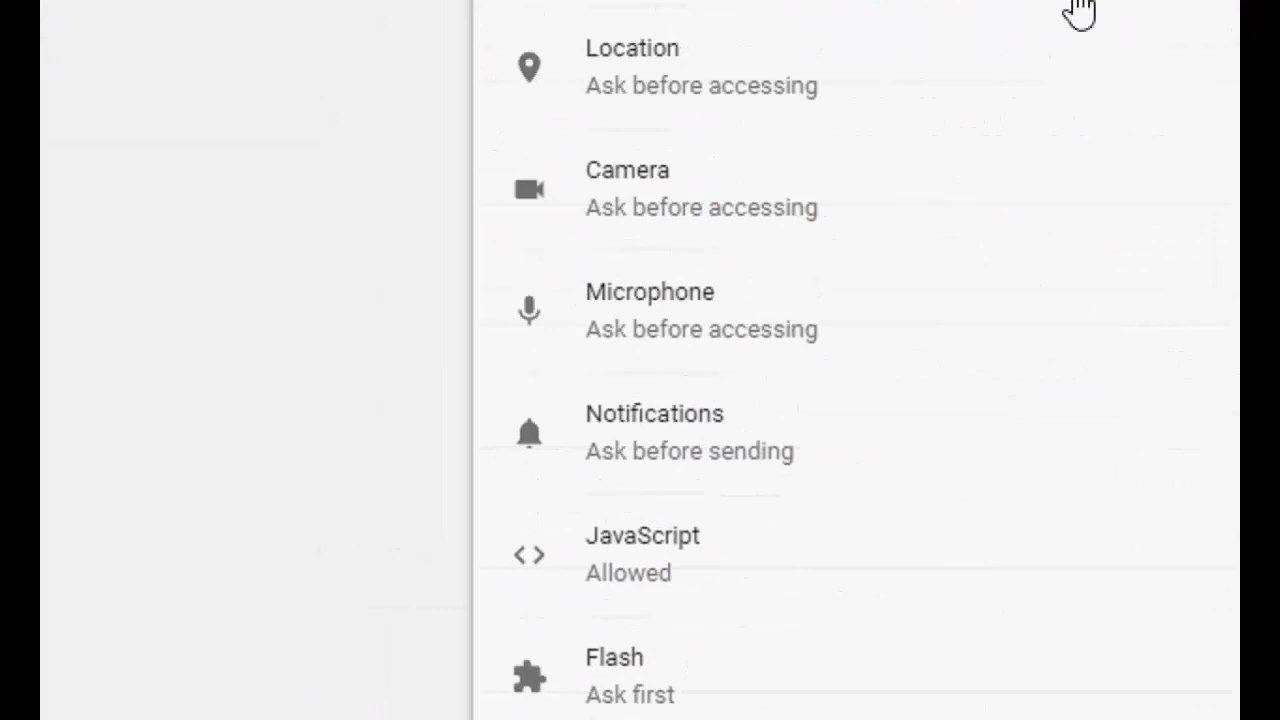 Location
Ask before accessing
Camera
Ask before accessing
Microphone
Ask before accessing
Notifications
Ask before sending
JavaScript
Allowed
Flash
Ask first